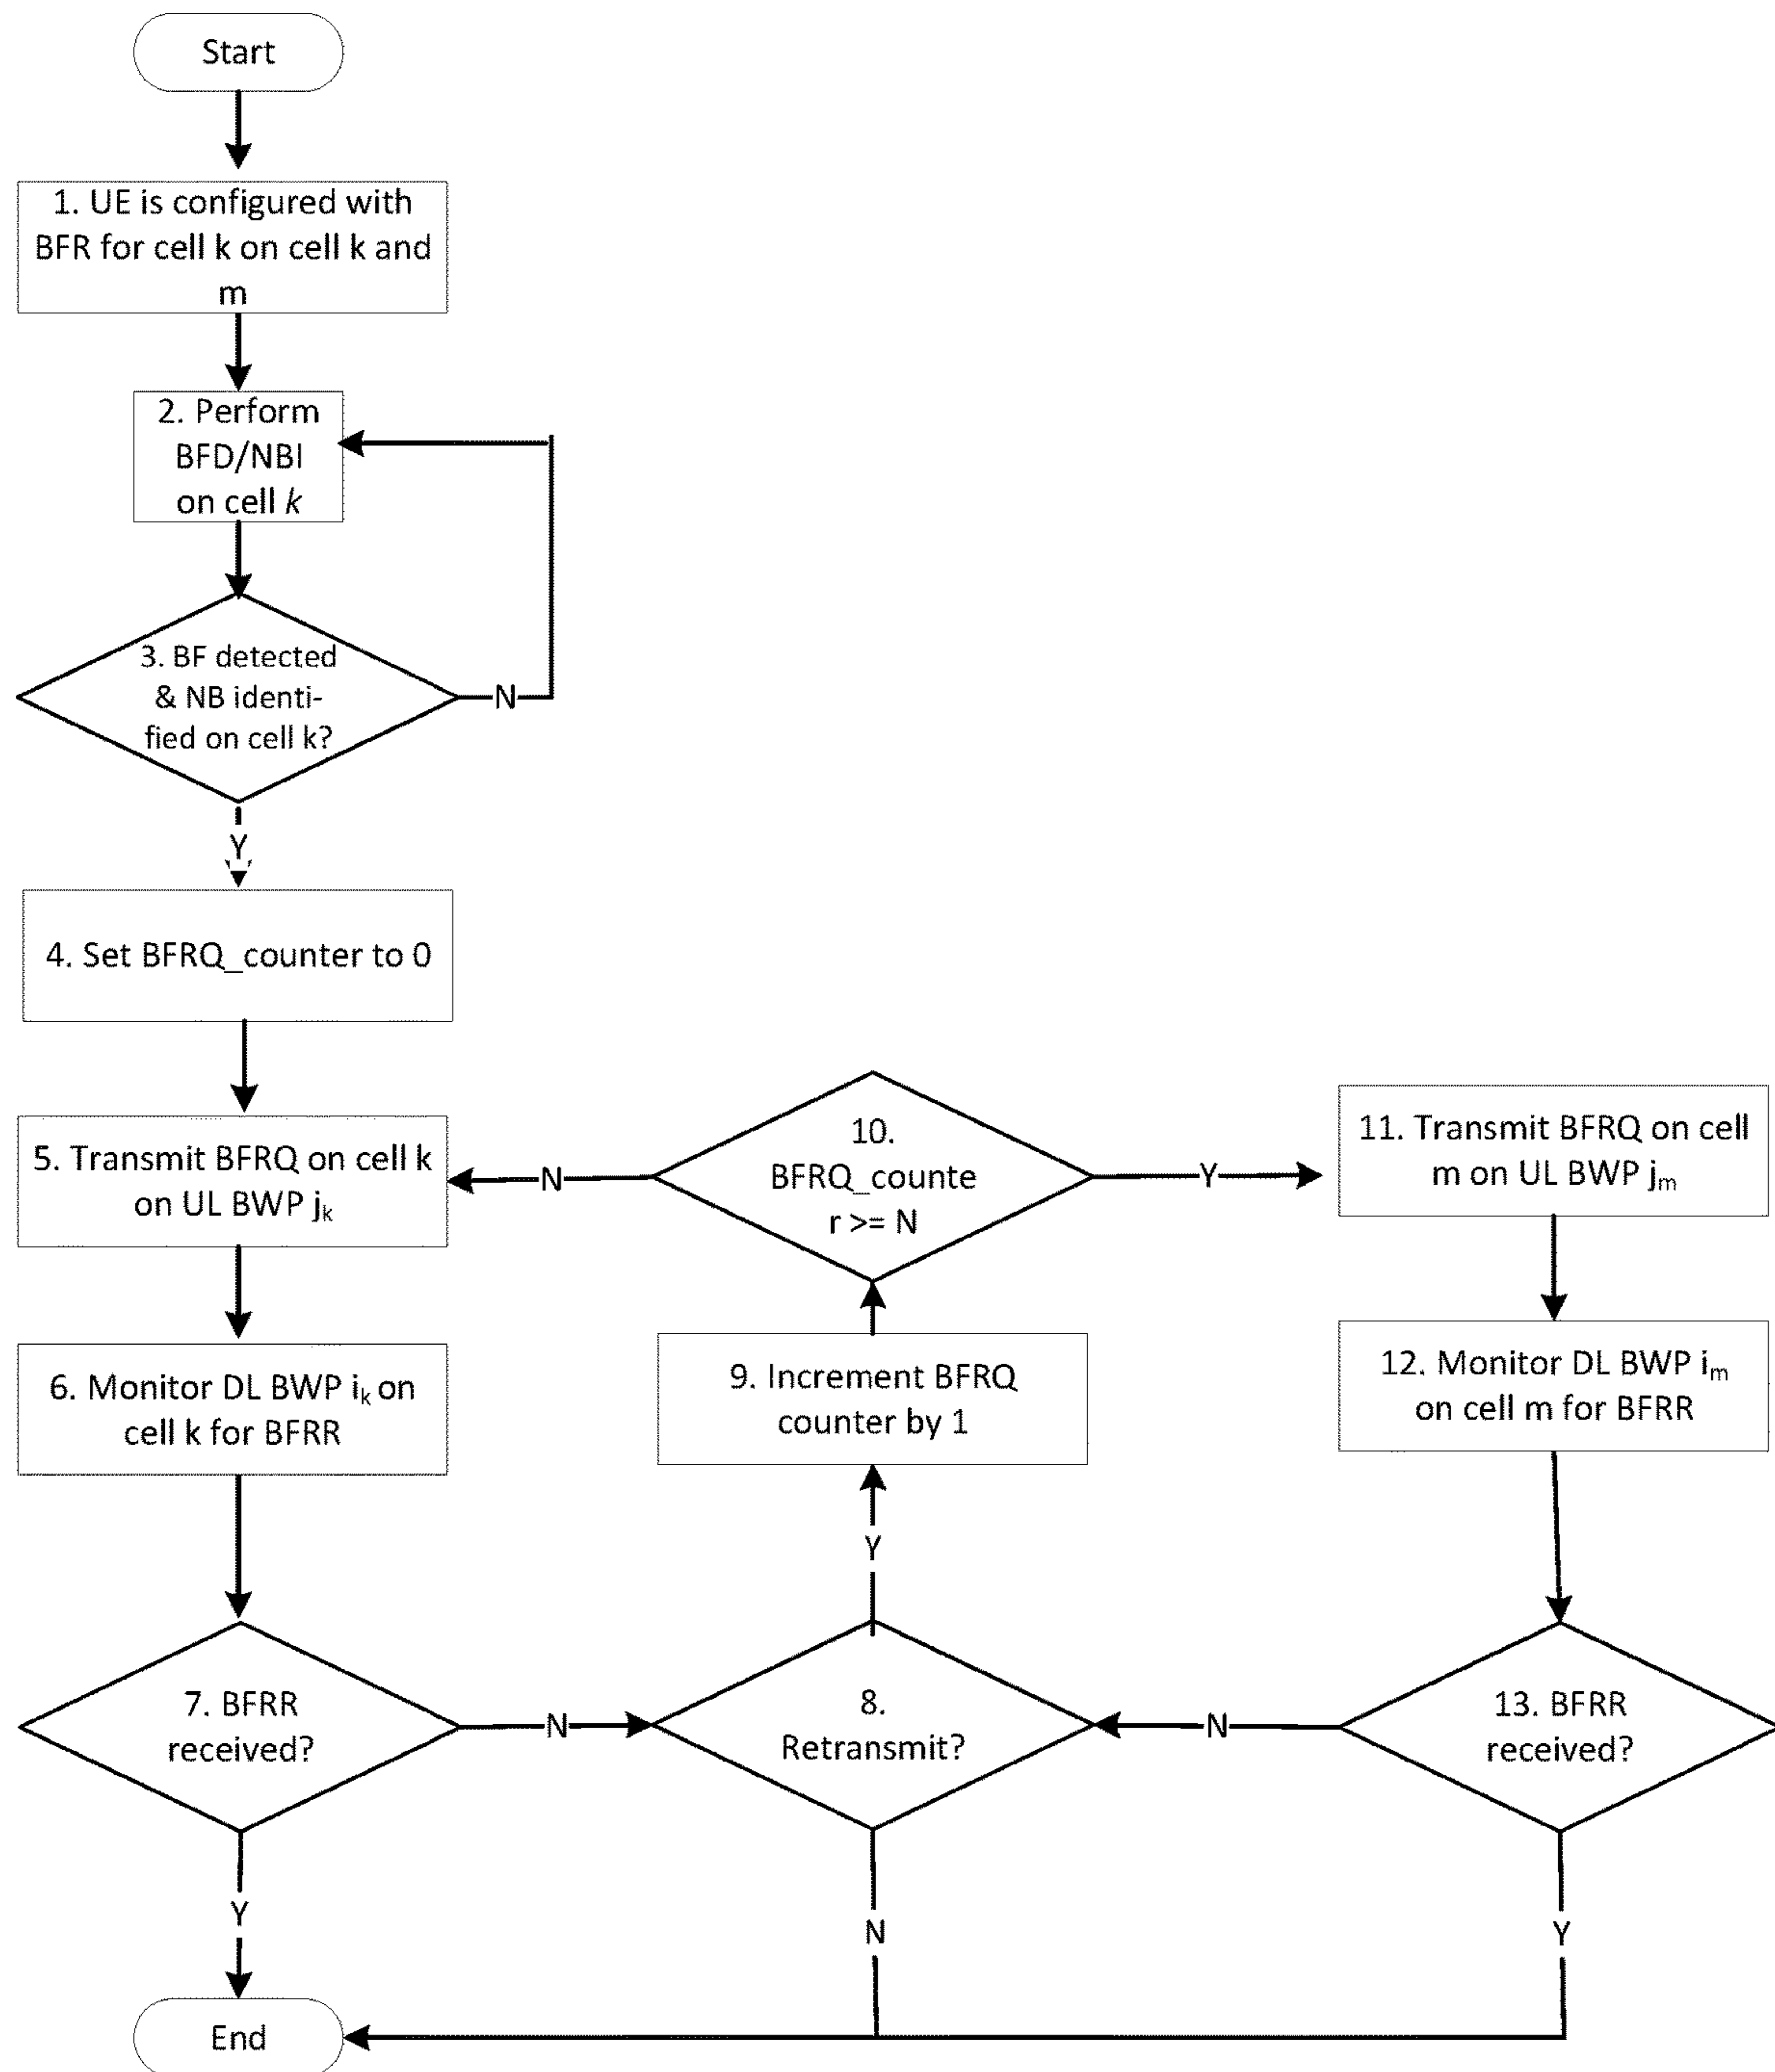 Start
1. UE is configured with
BFR for cell k on cell k and
m
2. Perform
BFD/NBI
on cell k
3. BF detected
& NB identi-
fied on cell k?
N
Y
4. Set BFRQ_counter to 0
5. Transmit BFRQ on cell k
on UL BWP jk
N
10.
BFRQ_counte
r >= N
Y
11. Transmit BFRQ on cell
m on UL BWP jm
6. Monitor DL BWP ik on
cell k for BFRR
9. Increment BFRQ
counter by 1
12. Monitor DL BWP im
on cell m for BFRR
Y
7. BFRR
received?
N
8.
Retransmit?
N
13. BFRR
received?
Y
N
Y
End